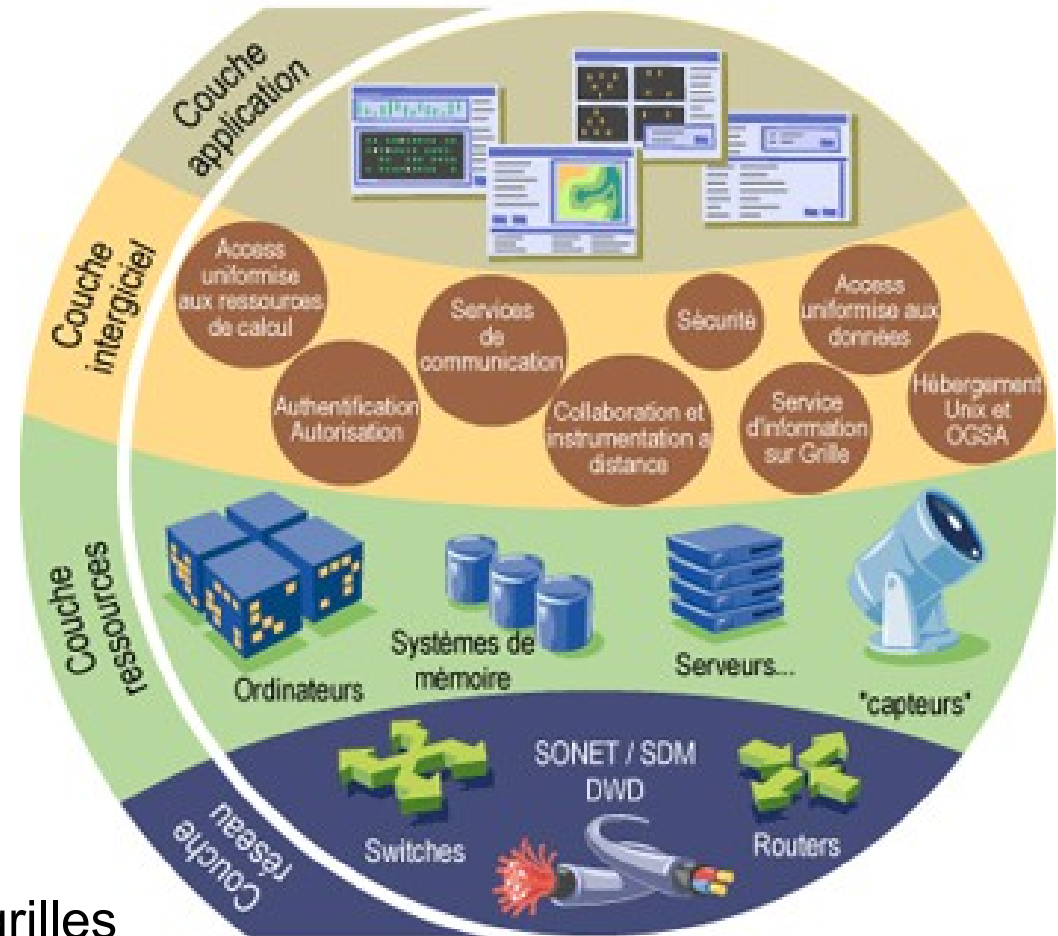 Couche
application
Couche
intergiciel
Access
uniformise
aux ressources
de calcul
Authentification
Autorisation
Services
de
communication
Collaboration et
instrumentation a
distance
Sécurité
Service
d'information
sur Grille
Access
uniformise aux
données
Hébergement
Unix et
OGSA
Couche
ressources
Ordinateurs
Systèmes de
mémoire
Serveurs...
"capteurs"
Couche
réseau
Switches
SONET / SDM
DWD
Routers